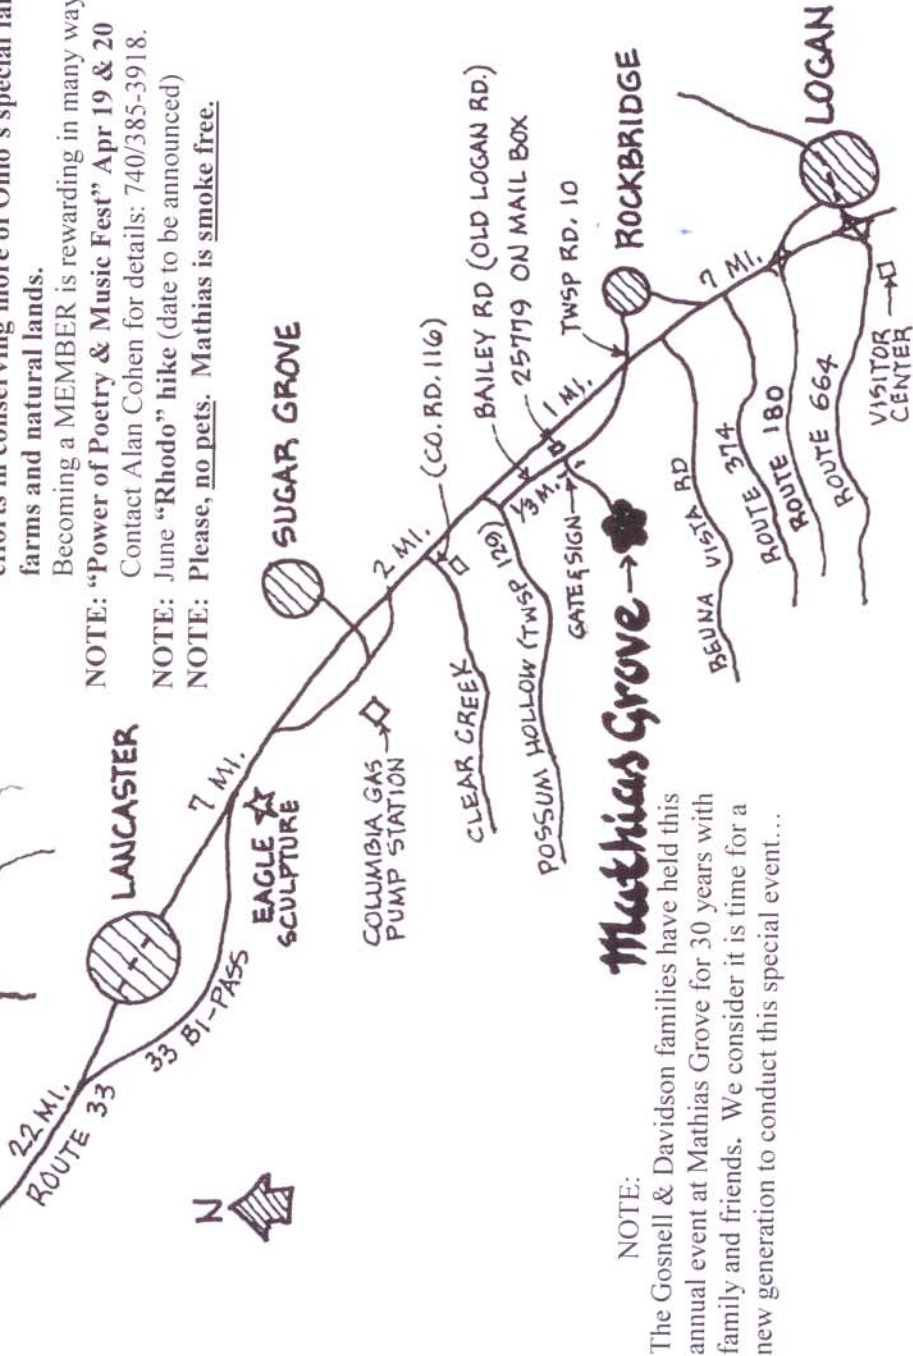 efforts in conserving more of Ohio's special
farms and natural lands.
Becoming a MEMBER is rewarding in many
NOTE: "Power of Poetry & Music Fest" Apr 19 & 20
Contact Alan Cohen for details: 740/385-3918.
NOTE: June "Rhodo" hike (date to be announced)
NOTE: Please, no pets. Mathias is smoke free.
22 MI.
ROUTE 33
33 BI-PASS
LANCASTER
7 MI.
EAGLE
SCULPTURE
SUGAR GROVE
COLUMBIA GAS
PUMP STATION
2 MI.
(CO. RD. 116)
CLEAR CREEK
BAILEY RD (OLD LOGAN RD.)
25779 ON MAIL BOX
POSSUM HOLLOW (TWSP 129)
1/3 M.
1 MI.
TWSP RD. 10
GATE & SIGN
Mathias Grove
ROCKBRIDGE
7 MI.
BEUNA VISTA RD
ROUTE 374
ROUTE 180
ROUTE 664
LOGAN
VISITOR
CENTER
N
NOTE:
The Gosnell & Davidson families have held this
annual event at Mathias Grove for 30 years with
family and friends. We consider it is time for a
new generation to conduct this special event...